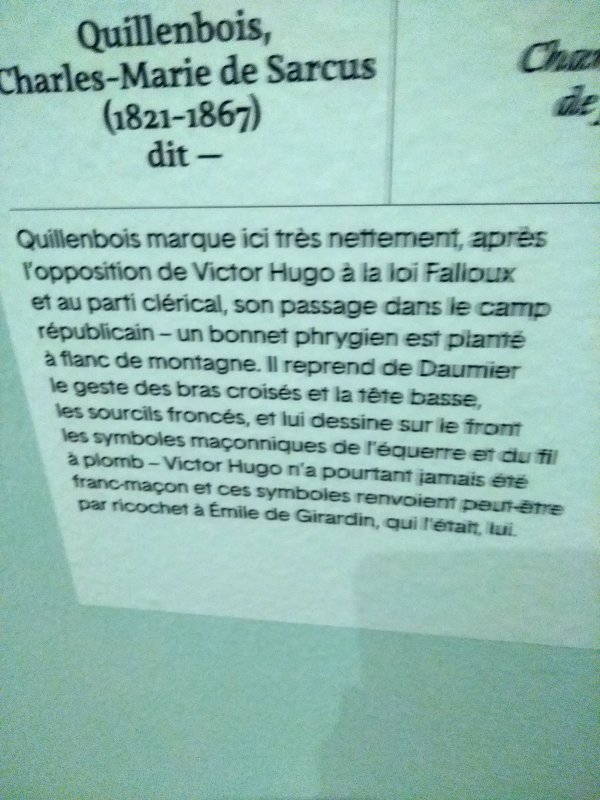 Quillenbois,
Charles-Marie de Sarcus
(1821-1867)
dit —
Quillenbois marque ici très nettement, après
l'opposition de Victor Hugo à la loi Falloux
et au parti clérical, son passage dans le camp
républicain – un bonnet phrygien est planté
à flanc de montagne. Il reprend de Daumier
le geste des bras croisés et la tête basse,
les sourcils froncés, et lui dessine sur le front
les symboles maçonniques de l'équerre et du fil
à plomb – Victor Hugo n'a pourtant jamais été
franc-maçon et ces symboles renvoient peut-être
par ricochet à Émile de Girardin, qui l'était, lui.